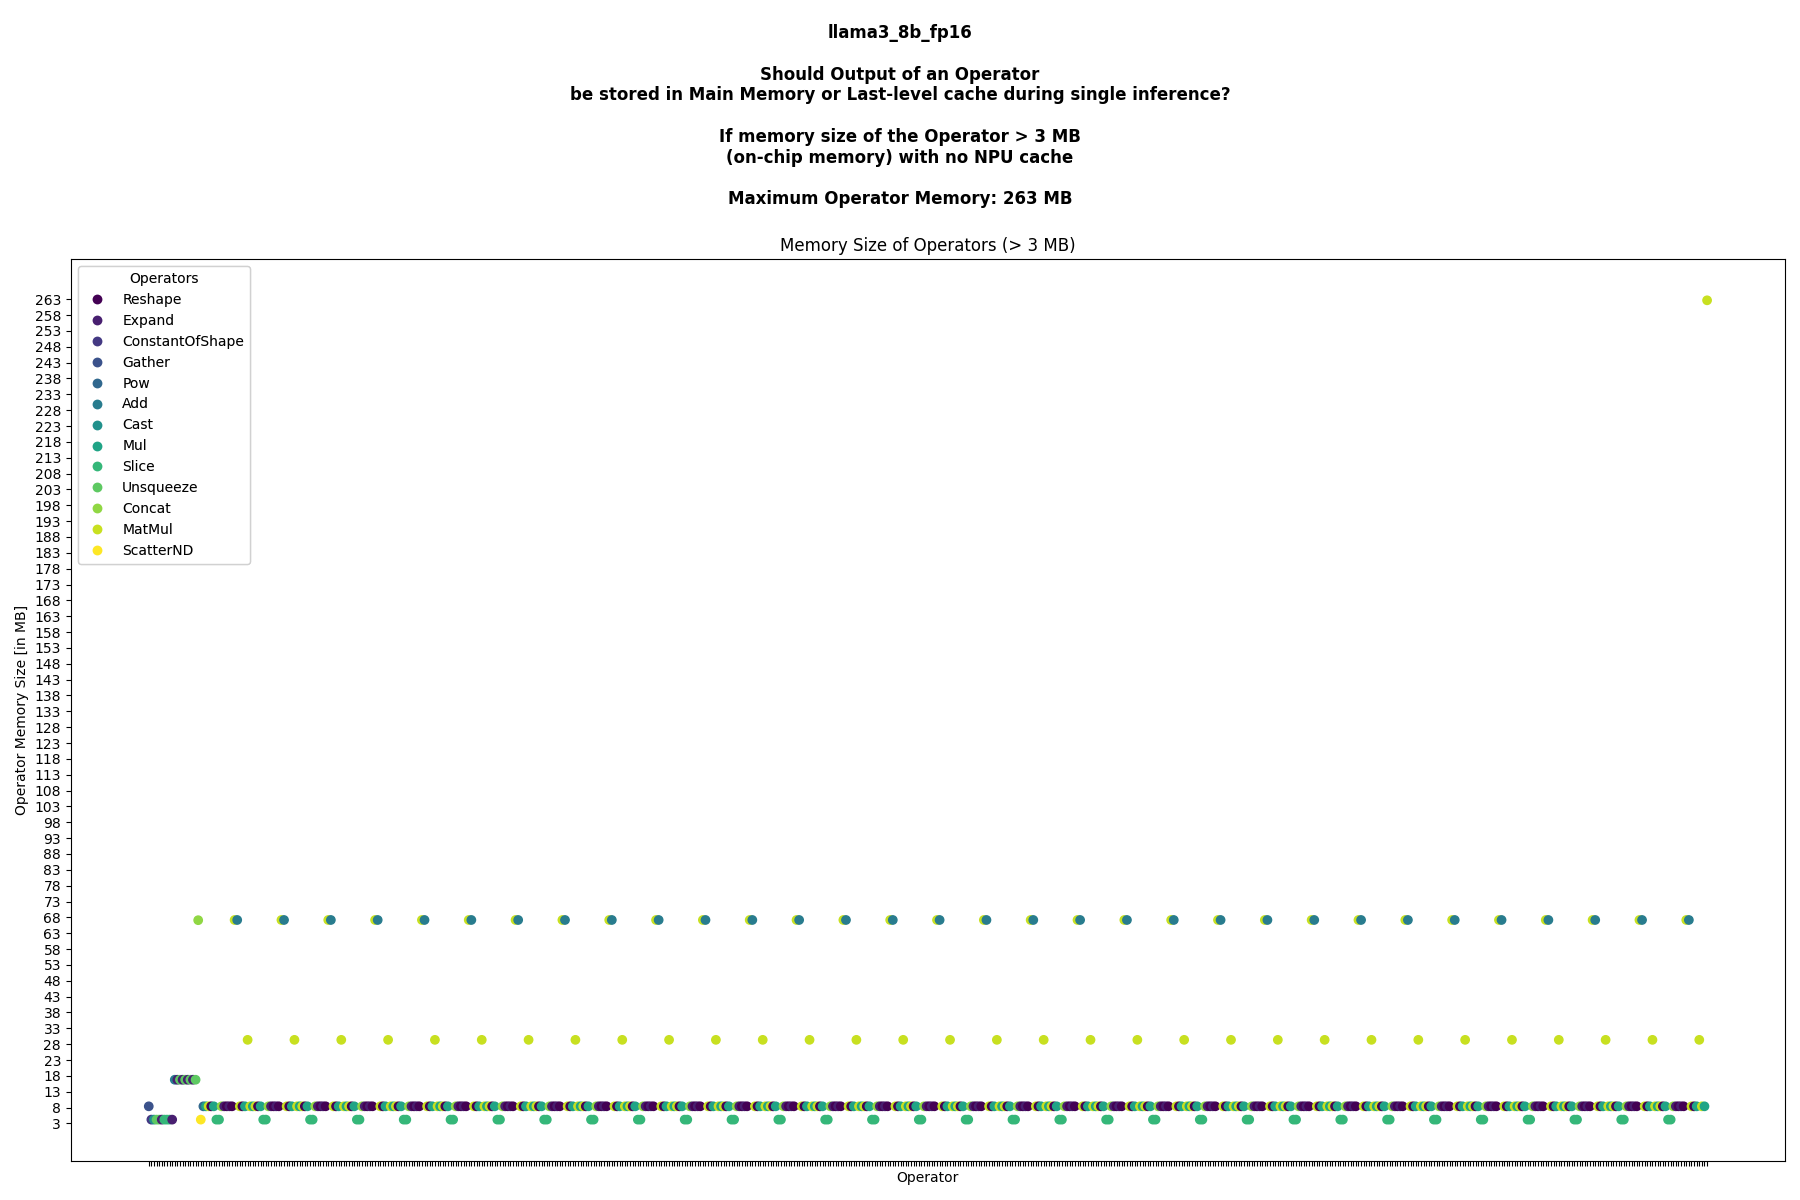 llama3_8b_fp16
Should Output of an Operator
be stored in Main Memory or Last-level cache during single inference?
If memory size of the Operator > 3 MB
(on-chip memory) with no NPU cache
Maximum Operator Memory: 263 MB
Memory Size of Operators (> 3 MB)
Operators
Reshape
Expand
ConstantOfShape
Gather
Pow
Add
Cast
Mul
Slice
Unsqueeze
Concat
MatMul
ScatterND
Operator Memory Size [in MB]
263
258
253
248
243
238
233
228
223
218
213
208
203
198
193
188
183
178
173
168
163
158
153
148
143
138
133
128
123
118
113
108
103
98
93
88
83
78
73
68
63
58
53
48
43
38
33
28
23
18
13
8
3
Operator